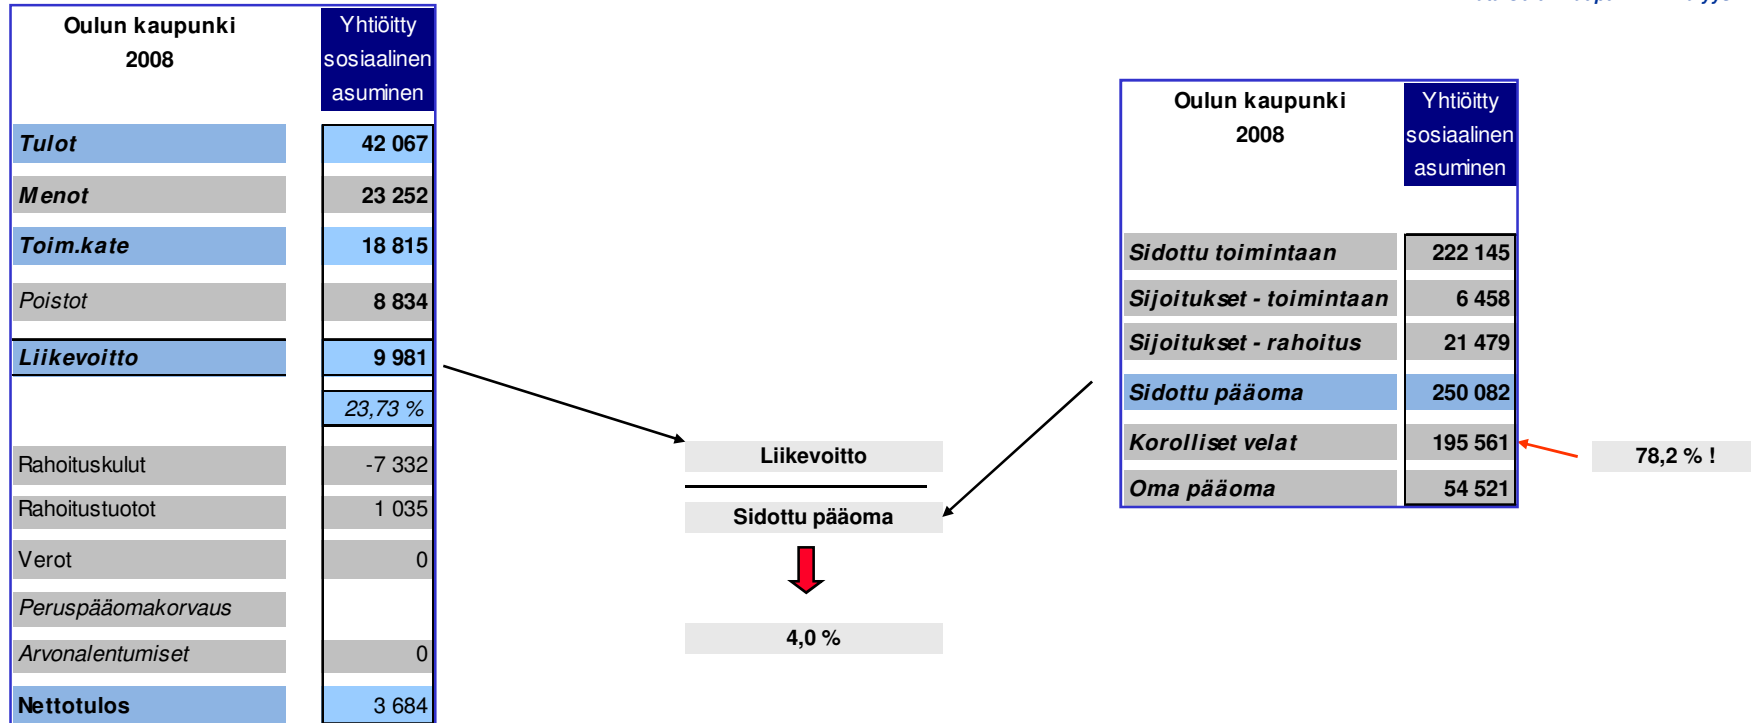 Oulun kaupunki
2008
Yhtiöitty
sosiaalinen
asuminen
Tulot 42 067
Menot 23 252
Toim.kate 18 815
Poistot 8 834
Liikevoitto 9 981
23,73 %
Rahoituskulut -7 332
Rahoitustuotot 1 035
Verot 0
Peruspääomakorvaus
Arvonalentumiset 0
Nettotulos 3 684
Liikevoitto
Sidottu pääoma
4,0 %
Oulun kaupunki
2008
Yhtiöitty
sosiaalinen
asuminen
Sidottu toimintaan 222 145
Sijoitukset - toimintaan 6 458
Sijoitukset - rahoitus 21 479
Sidottu pääoma 250 082
Korolliset velat 195 561
78,2 % !
Oma pääoma 54 521